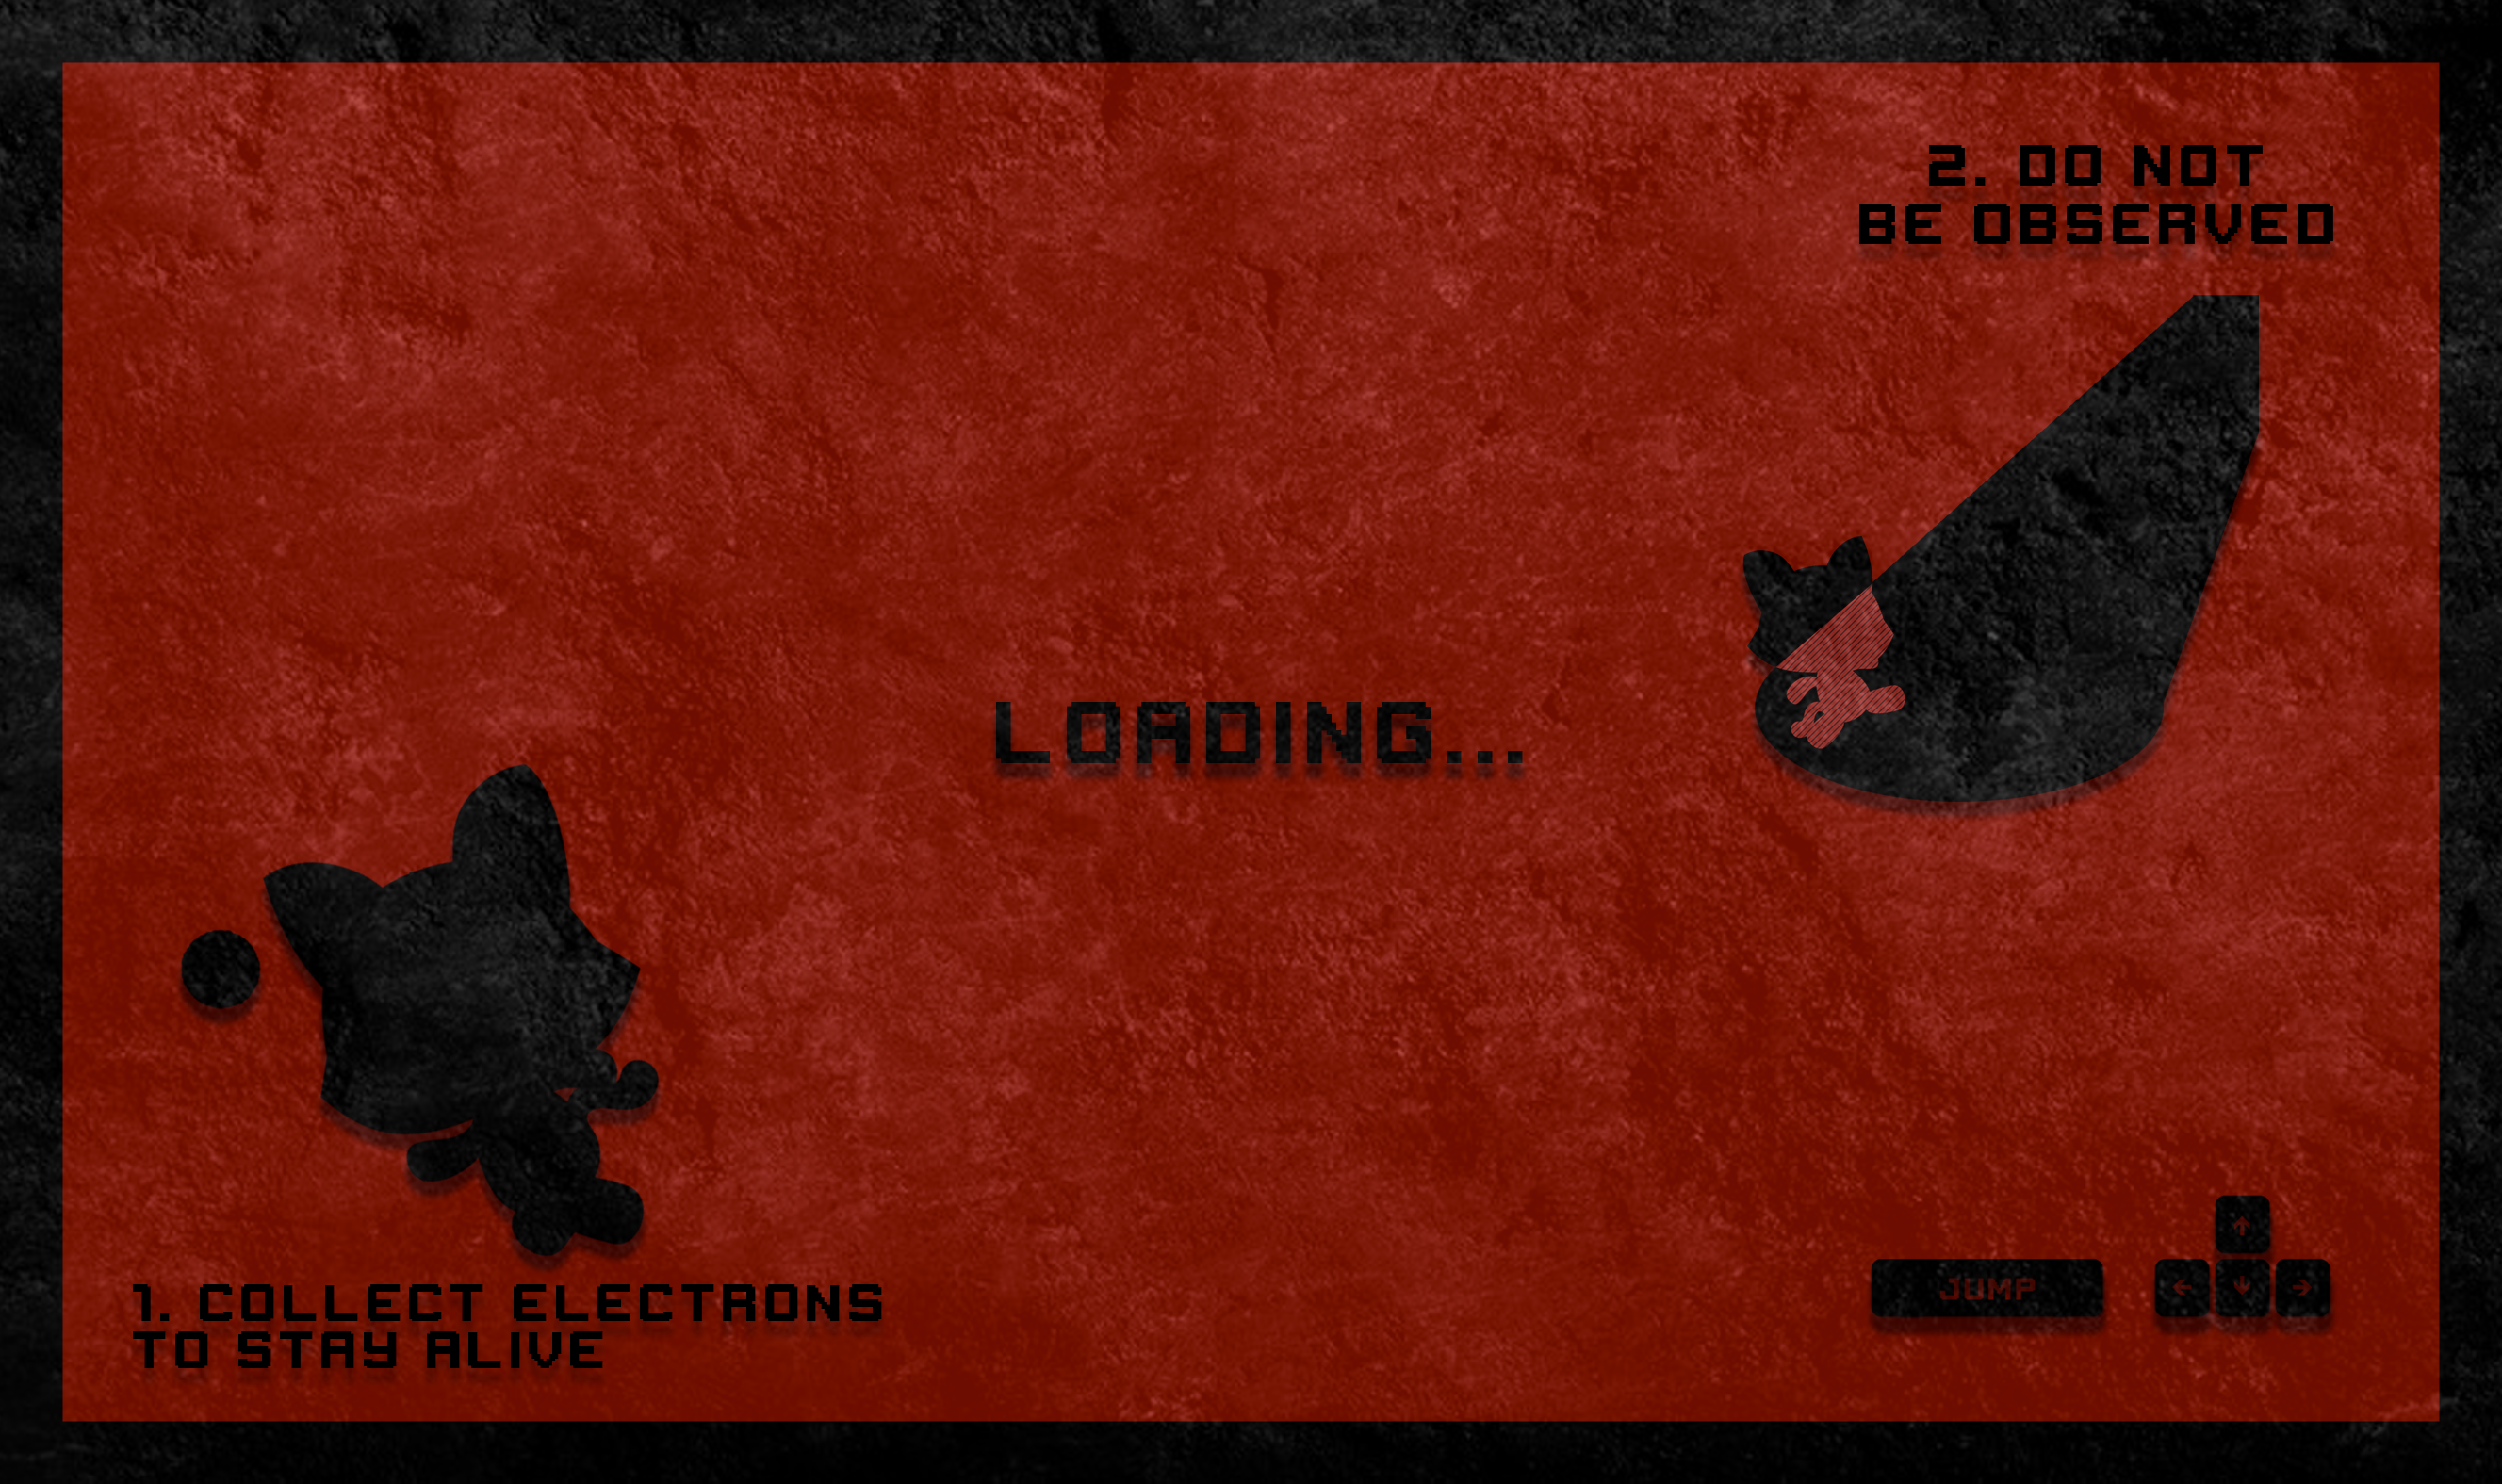 2. DO NOT
BE OBSERVED
LOADING...
1. COLLECT ELECTRONS
TO STAY ALIVE
JUMP
↑
← ↓ →